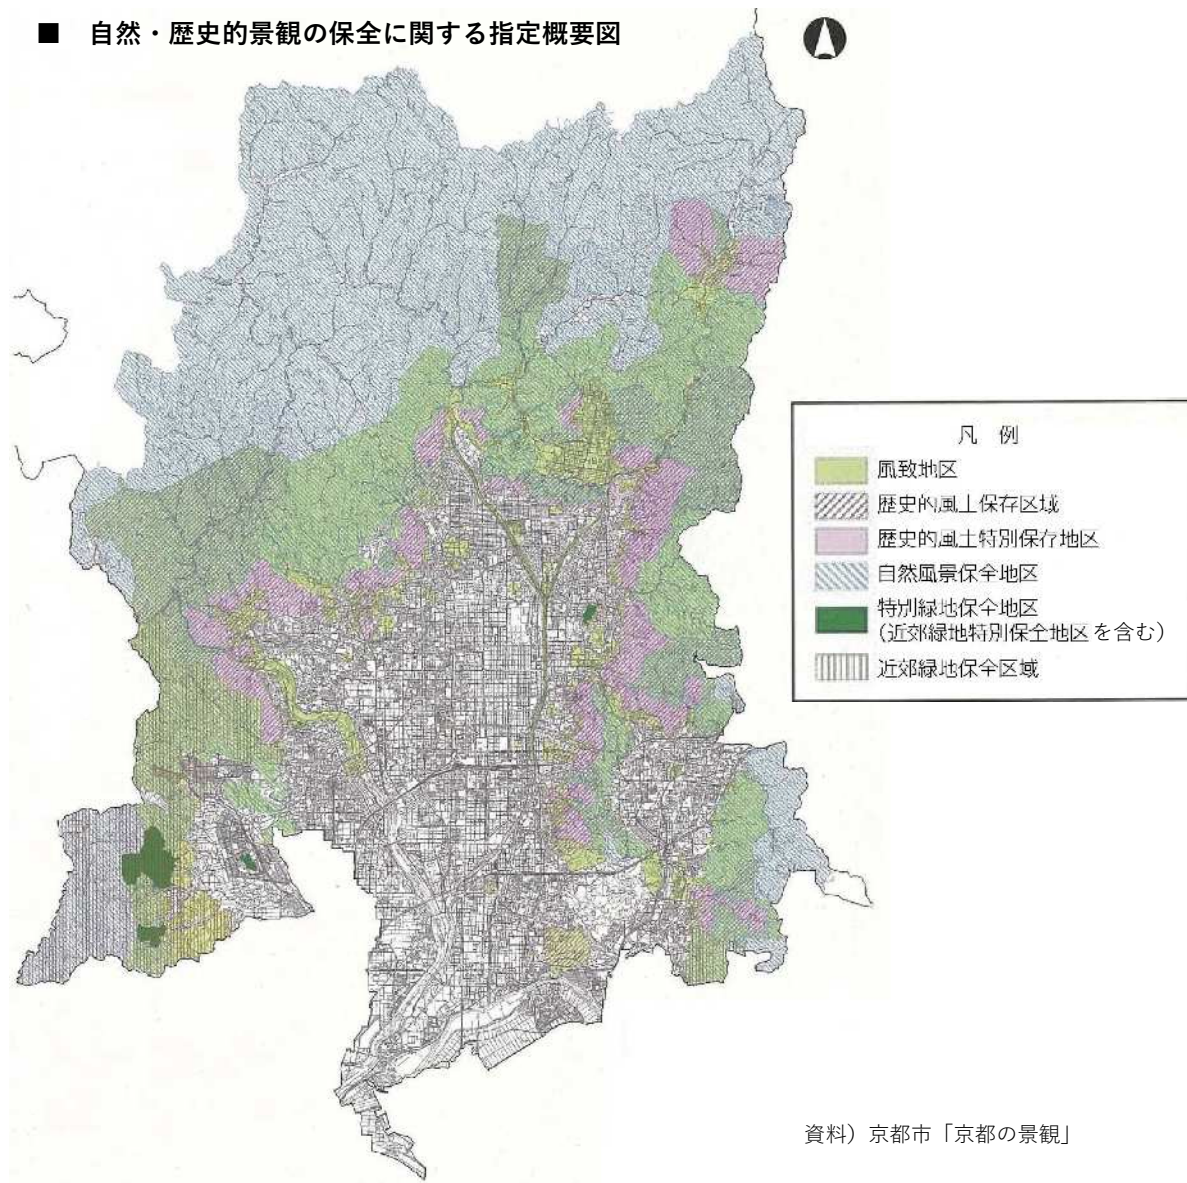 ■ 自然・歴史的景観の保全に関する指定概要図
凡 例
風致地区
歴史的風土保存区域
歴史的風土特別保存地区
自然風景保全地区
特別緑地保全地区
(近郊緑地特別保全地区を含む)
近郊緑地保全区域
資料）京都市「京都の景観」